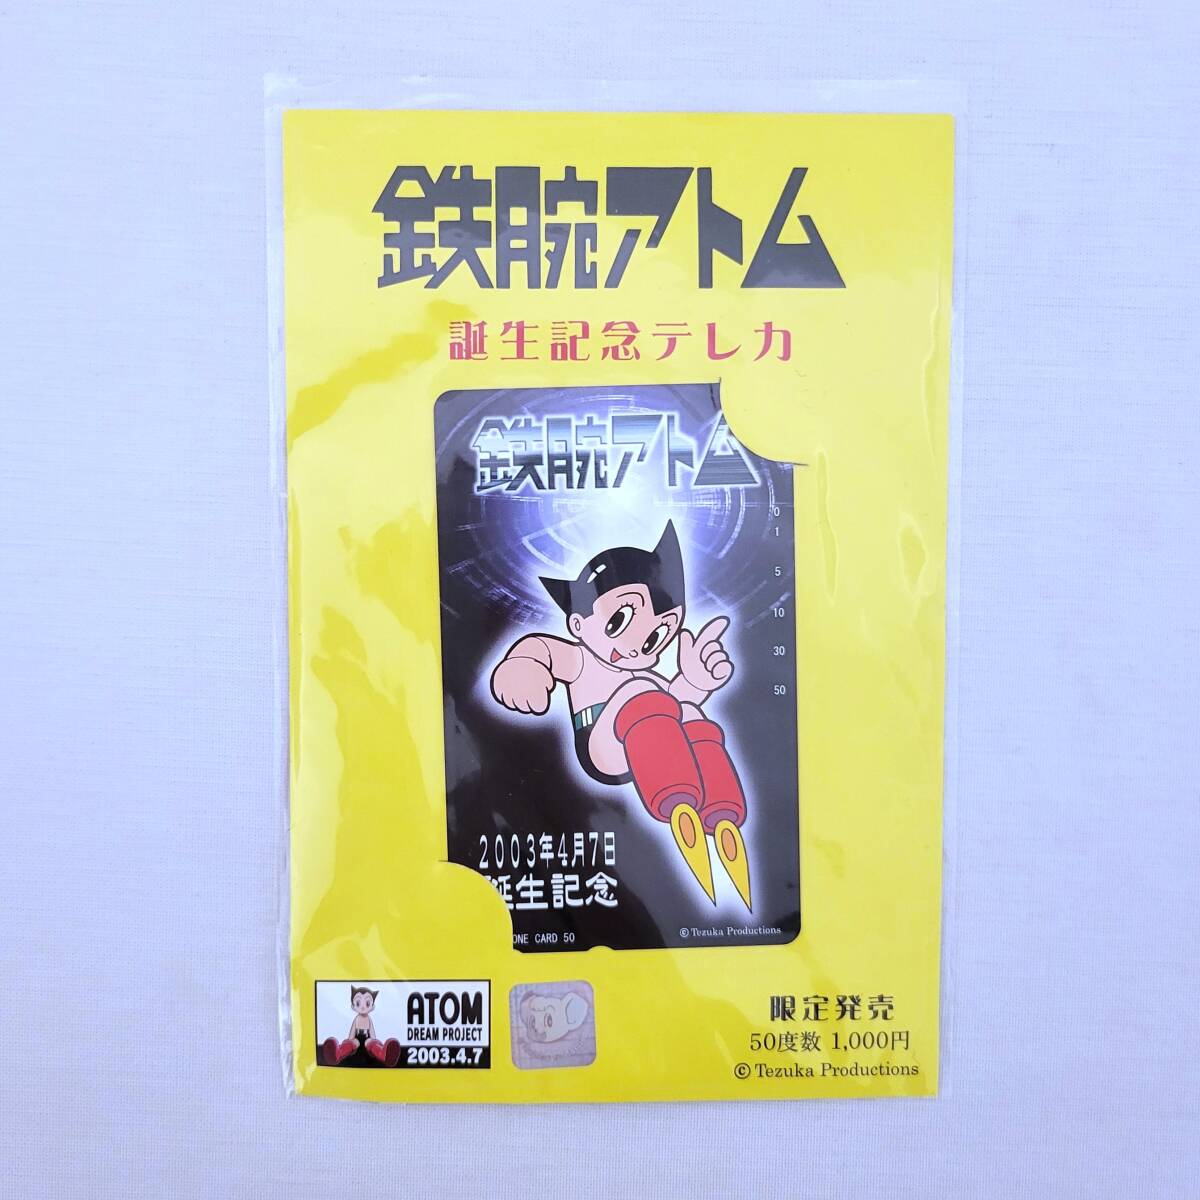 鉄腕アトム
誕生記念テレカ
鉄腕アトム
0
1
5
10
30
50
2003年4月7日
誕生記念
ONE CARD 50
© Tezuka Productions
ATOM
DREAM PROJECT
2003.4.7
限定発売
50度数 1,000円
© Tezuka Productions